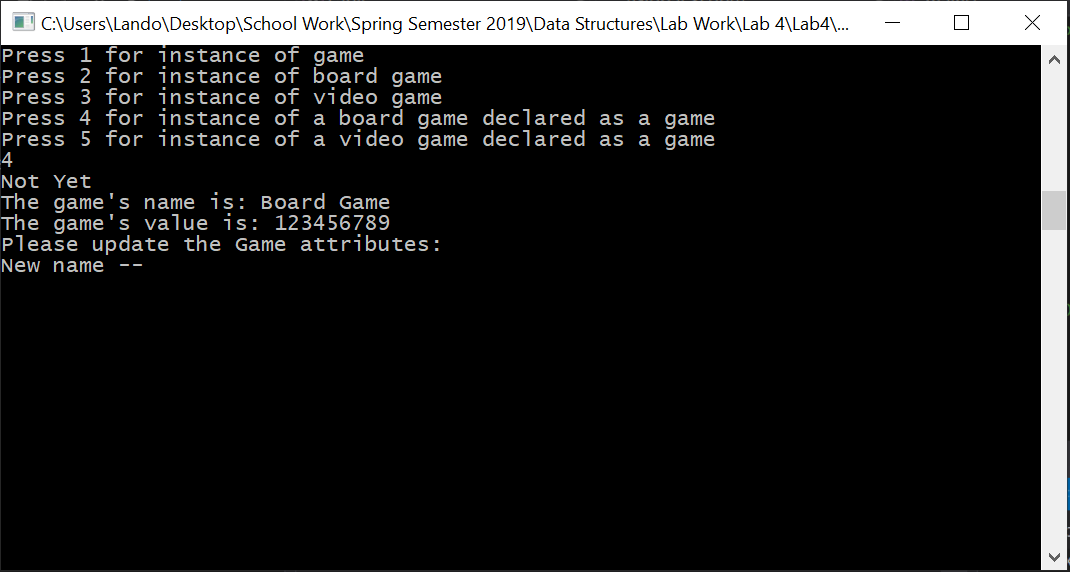 C:\Users\Lando\Desktop\School Work\Spring Semester 2019\Data Structures\Lab Work\Lab 4\Lab4\...
Press 1 for instance of game
Press 2 for instance of board game
Press 3 for instance of video game
Press 4 for instance of a board game declared as a game
Press 5 for instance of a video game declared as a game
4
Not Yet
The game's name is: Board Game
The game's value is: 123456789
Please update the Game attributes:
New name --